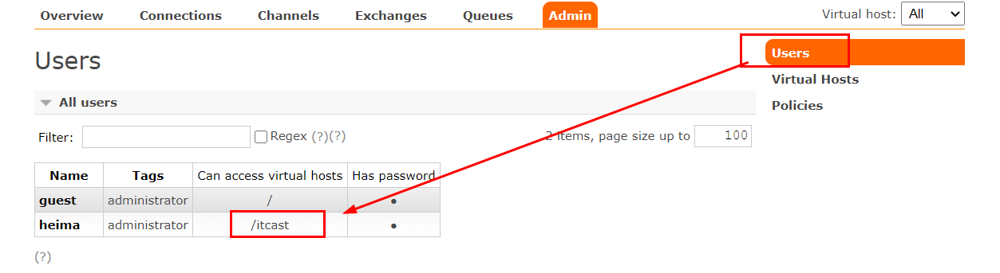 Overview Connections Channels Exchanges Queues Admin Virtual host: All
Users
Users
Virtual Hosts
Policies
All users
Filter: Regex (?)(?) 2 items, page size up to 100
Name Tags Can access virtual hosts Has password
guest administrator / •
heima administrator /itcast •
(?)